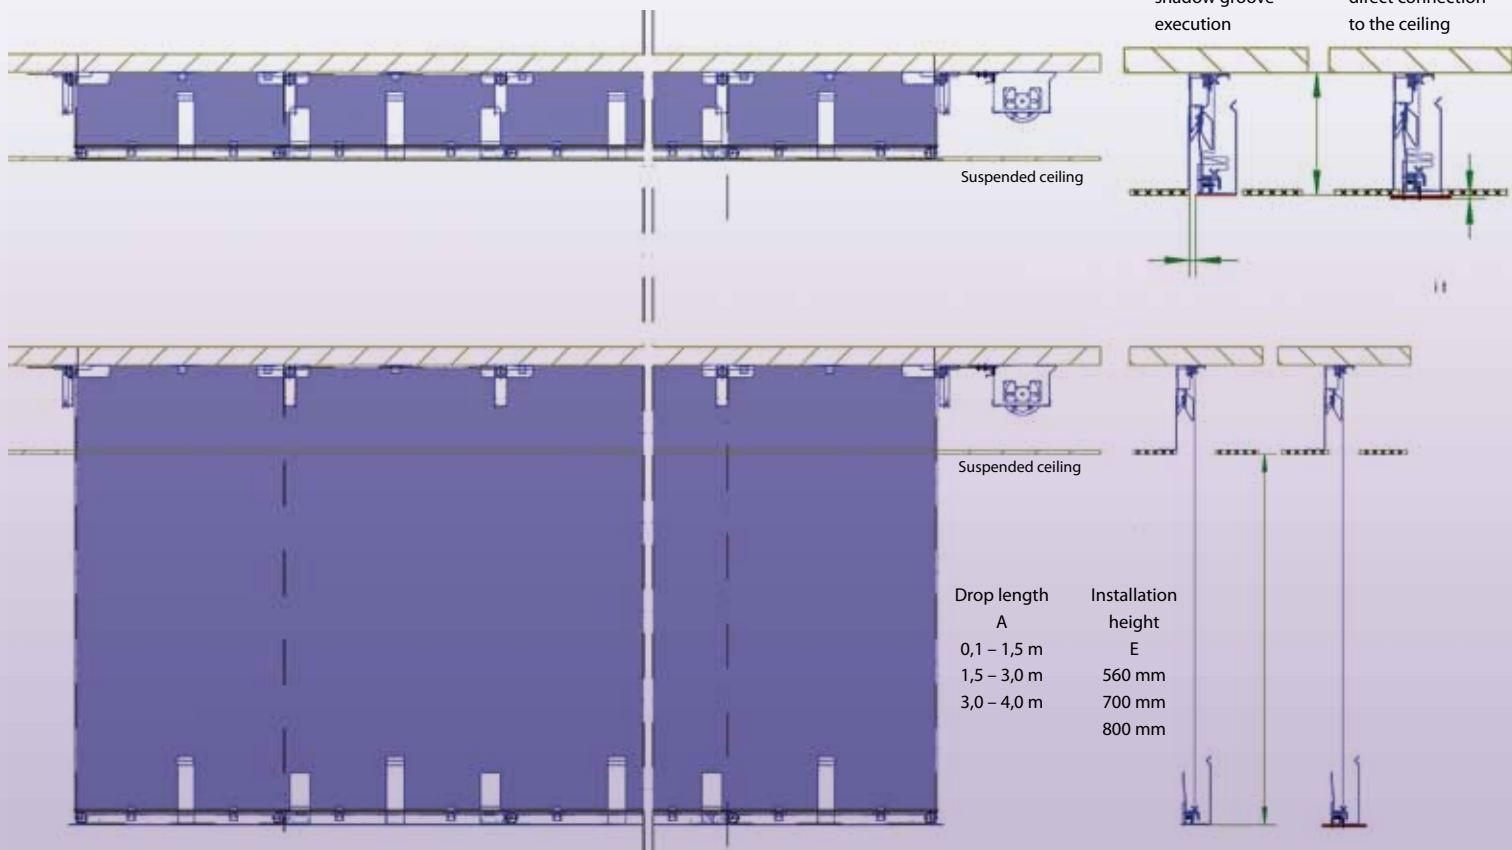 shadow groove
execution
direct connection
to the ceiling
Suspended ceiling
Suspended ceiling
Drop length
A
0,1 – 1,5 m
1,5 – 3,0 m
3,0 – 4,0 m
Installation
height
E
560 mm
700 mm
800 mm